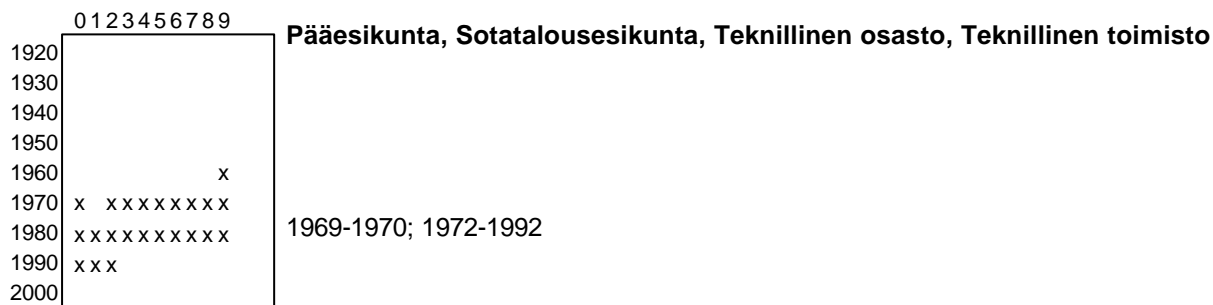 0123456789
Pääesikunta, Sotatalousesikunta, Teknillinen osasto, Teknillinen toimisto
1920
1930
1940
1950
1960 x
1970 x xxxxxxxx
1980 xxxxxxxxxx 1969-1970; 1972-1992
1990 xxx
2000